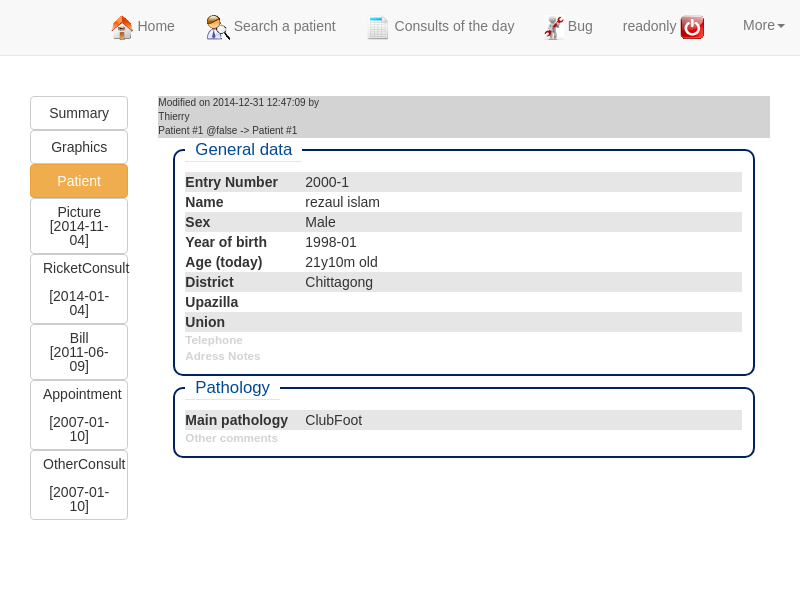 Home
Search a patient
Consults of the day
Bug
readonly
More
Summary
Graphics
Patient
Picture
[2014-11-
04]
RicketConsult
[2014-01-
04]
Bill
[2011-06-
09]
Appointment
[2007-01-
10]
OtherConsult
[2007-01-
10]
Modified on 2014-12-31 12:47:09 by
Thierry
Patient #1 @false -> Patient #1
General data
Entry Number 2000-1
Name rezaul islam
Sex Male
Year of birth 1998-01
Age (today) 21y10m old
District Chittagong
Upazilla
Union
Telephone
Adress Notes
Pathology
Main pathology ClubFoot
Other comments